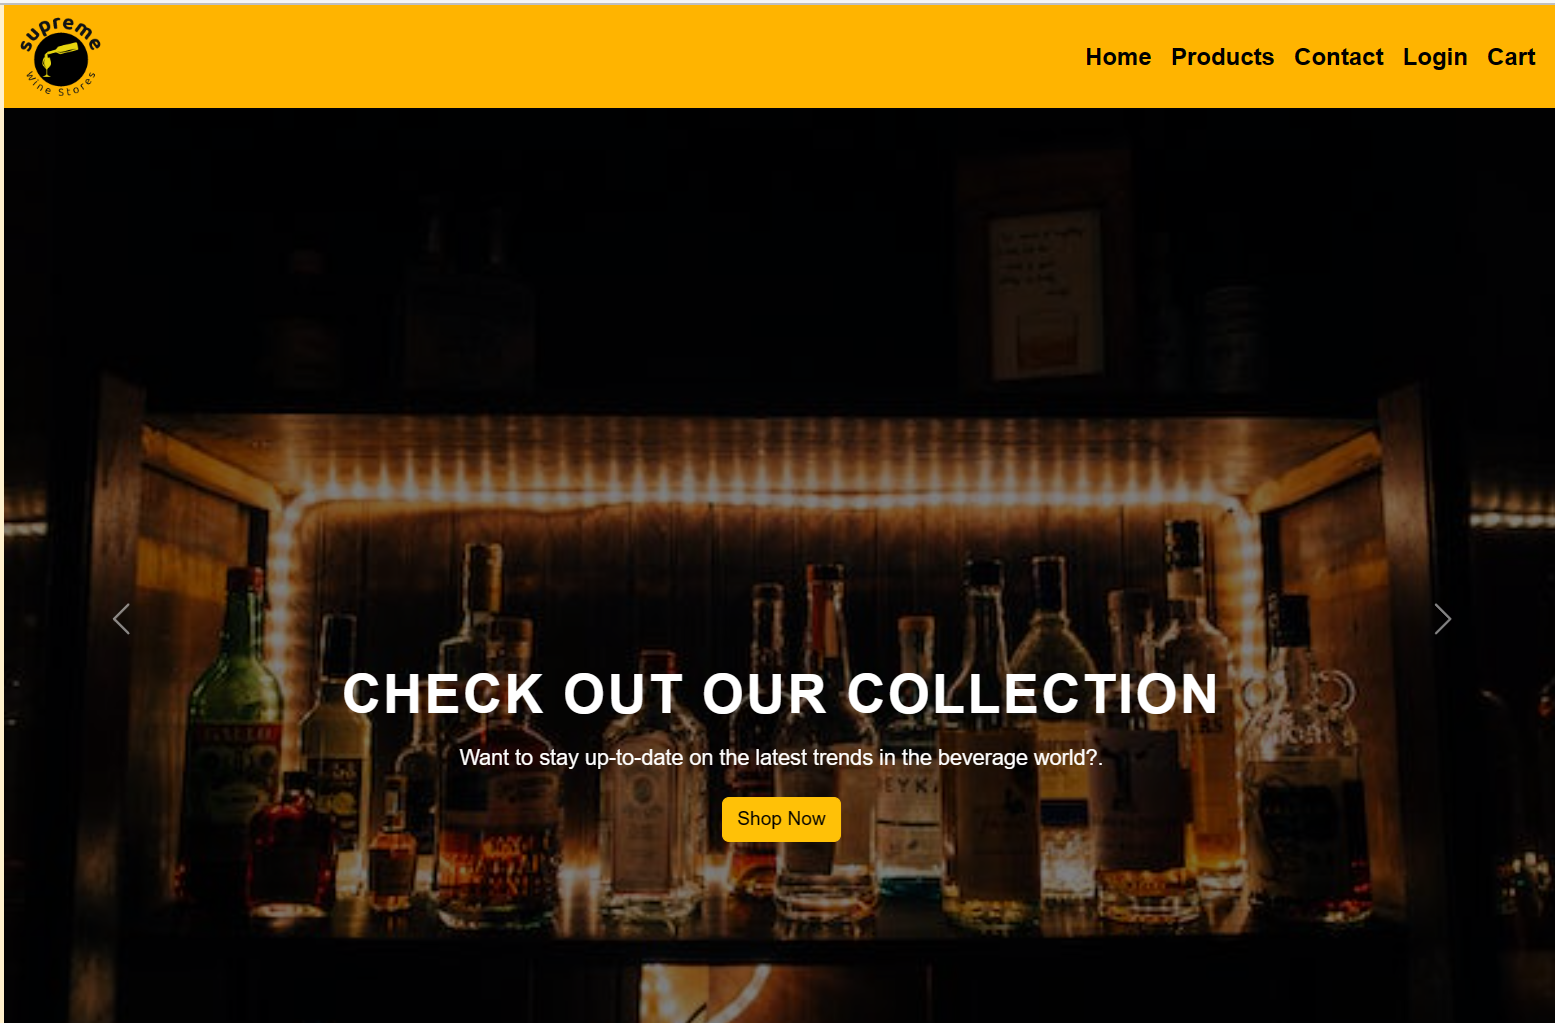 supreme
Wine Stores
Home Products Contact Login Cart
CHECK OUT OUR COLLECTION
Want to stay up-to-date on the latest trends in the beverage world?.
Shop Now